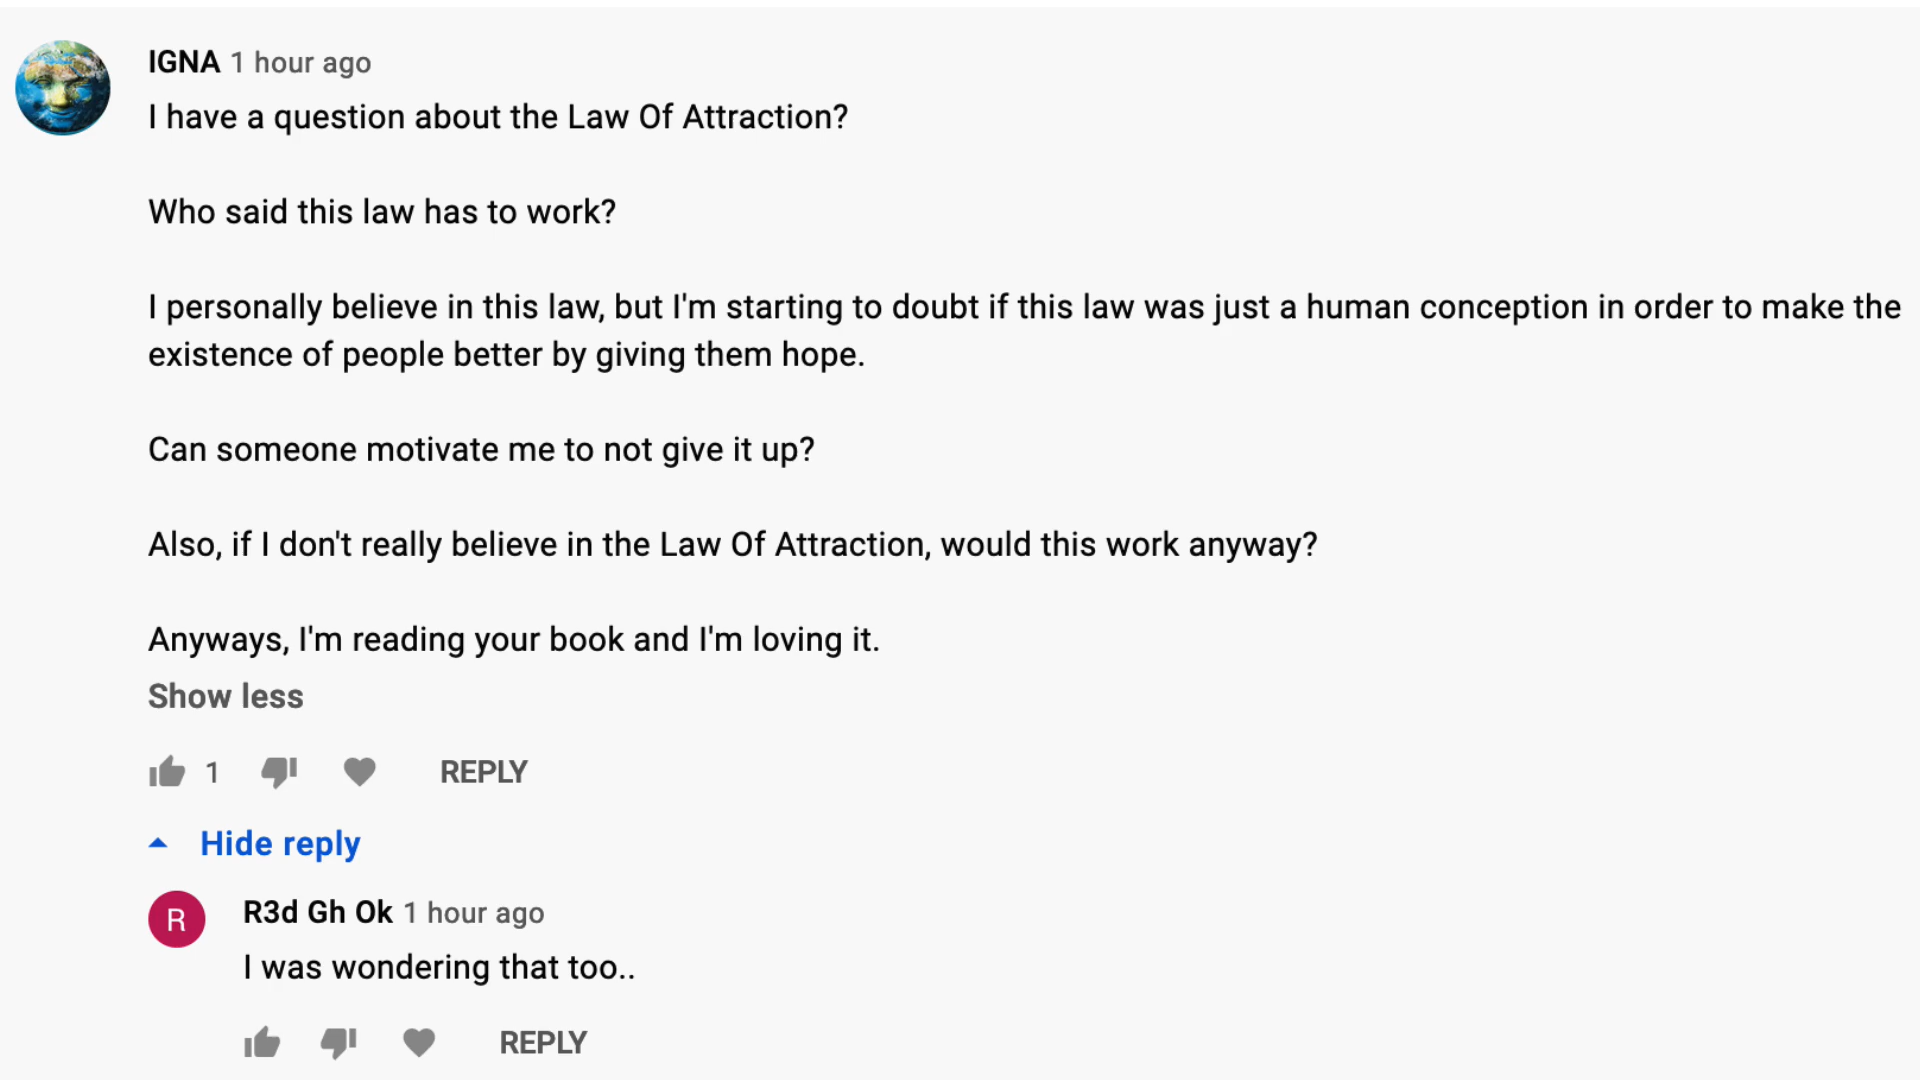 IGNA 1 hour ago
I have a question about the Law Of Attraction?
Who said this law has to work?
I personally believe in this law, but I'm starting to doubt if this law was just a human conception in order to make the
existence of people better by giving them hope.
Can someone motivate me to not give it up?
Also, if I don't really believe in the Law Of Attraction, would this work anyway?
Anyways, I'm reading your book and I'm loving it.
Show less
1 REPLY
Hide reply
R R3d Gh Ok 1 hour ago
I was wondering that too..
REPLY